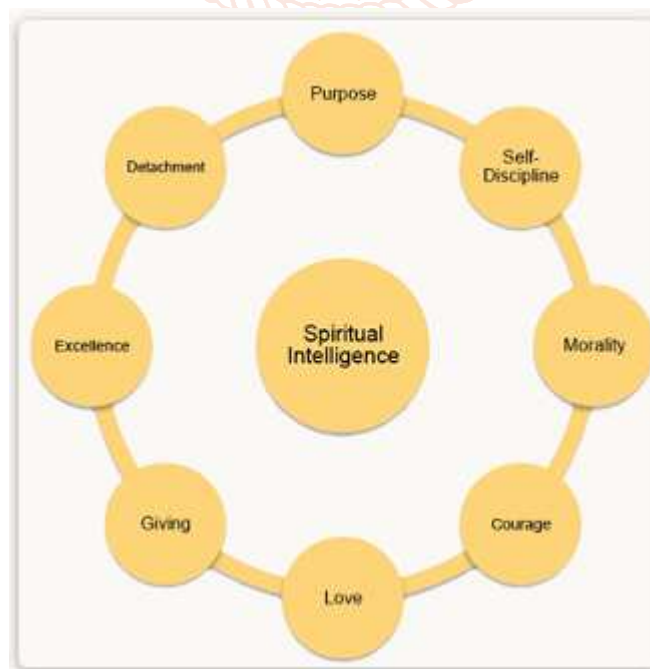 Purpose
Self-
Discipline
Detachment
Spiritual
Intelligence
Excellence
Morality
Giving
Courage
Love